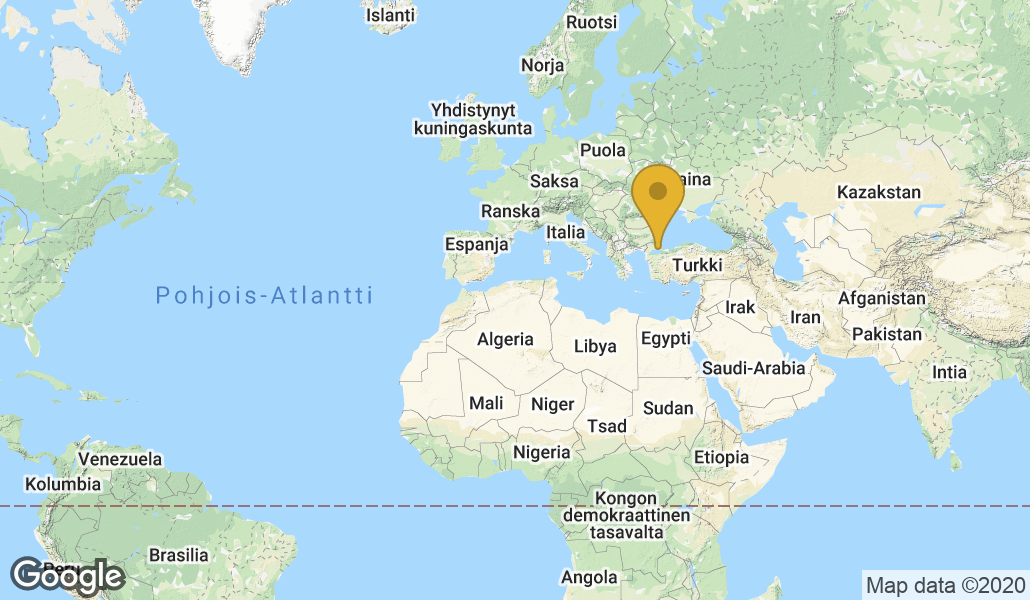 Islanti
Ruotsi
Norja
Yhdistynyt
kuningaskunta
Puola
Saksa
aina
Kazakstan
Ranska
Italia
Espanja
Turkki
Pohjois-Atlantti
Afganistan
Irak
Iran
Pakistan
Algeria
Libya
Egypti
Saudi-Arabia
Intia
Mali
Niger
Sudan
Tsad
Nigeria
Etiopia
Venezuela
Kolumbia
Kongon
demokraattinen
tasavalta
Brasilia
Peru
Angola
Google
Map data ©2020